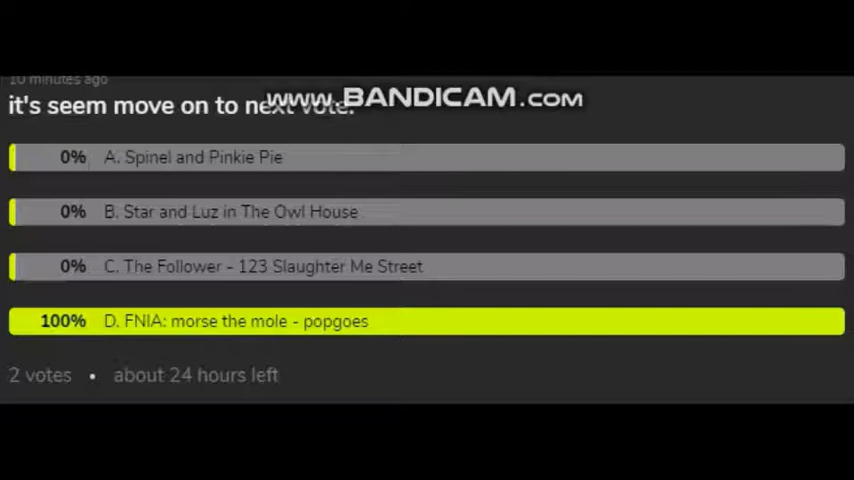 10 minutes ago
it's seem move on to next vote.
www.BANDICAM.COM
0% A. Spinel and Pinkie Pie
0% B. Star and Luz in The Owl House
0% C. The Follower - 123 Slaughter Me Street
100% D. FNIA: morse the mole - popgoes
2 votes • about 24 hours left